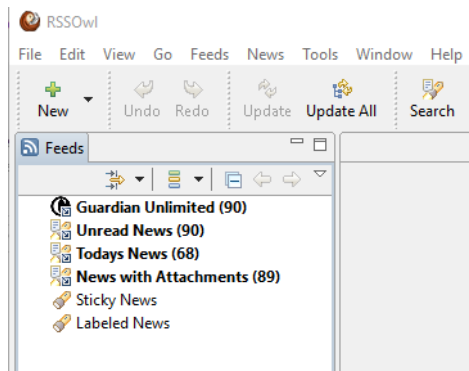 RSSOwl
File Edit View Go Feeds News Tools Window Help
New Undo Redo Update Update All Search
Feeds
Guardian Unlimited (90)
Unread News (90)
Todays News (68)
News with Attachments (89)
Sticky News
Labeled News